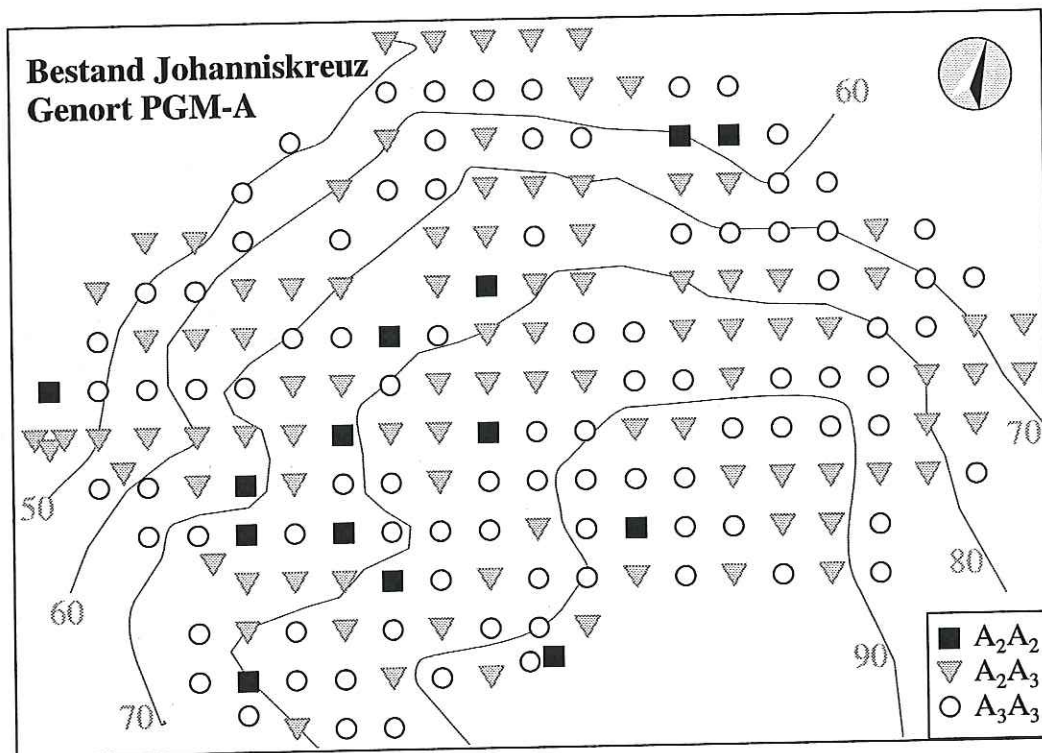 Bestand Johanniskreuz
Genort PGM-A
60
50
70
60
80
70
90
A₂A₂
A₂A₃
A₃A₃